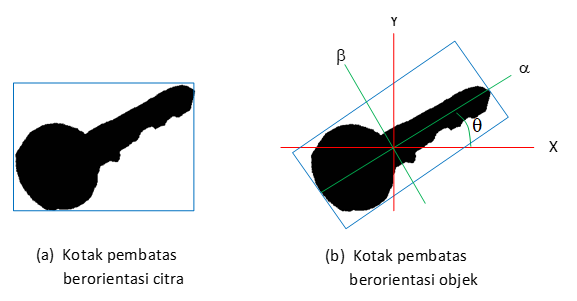 Y
β
α
θ
X
(a) Kotak pembatas
berorientasi citra
(b) Kotak pembatas
berorientasi objek